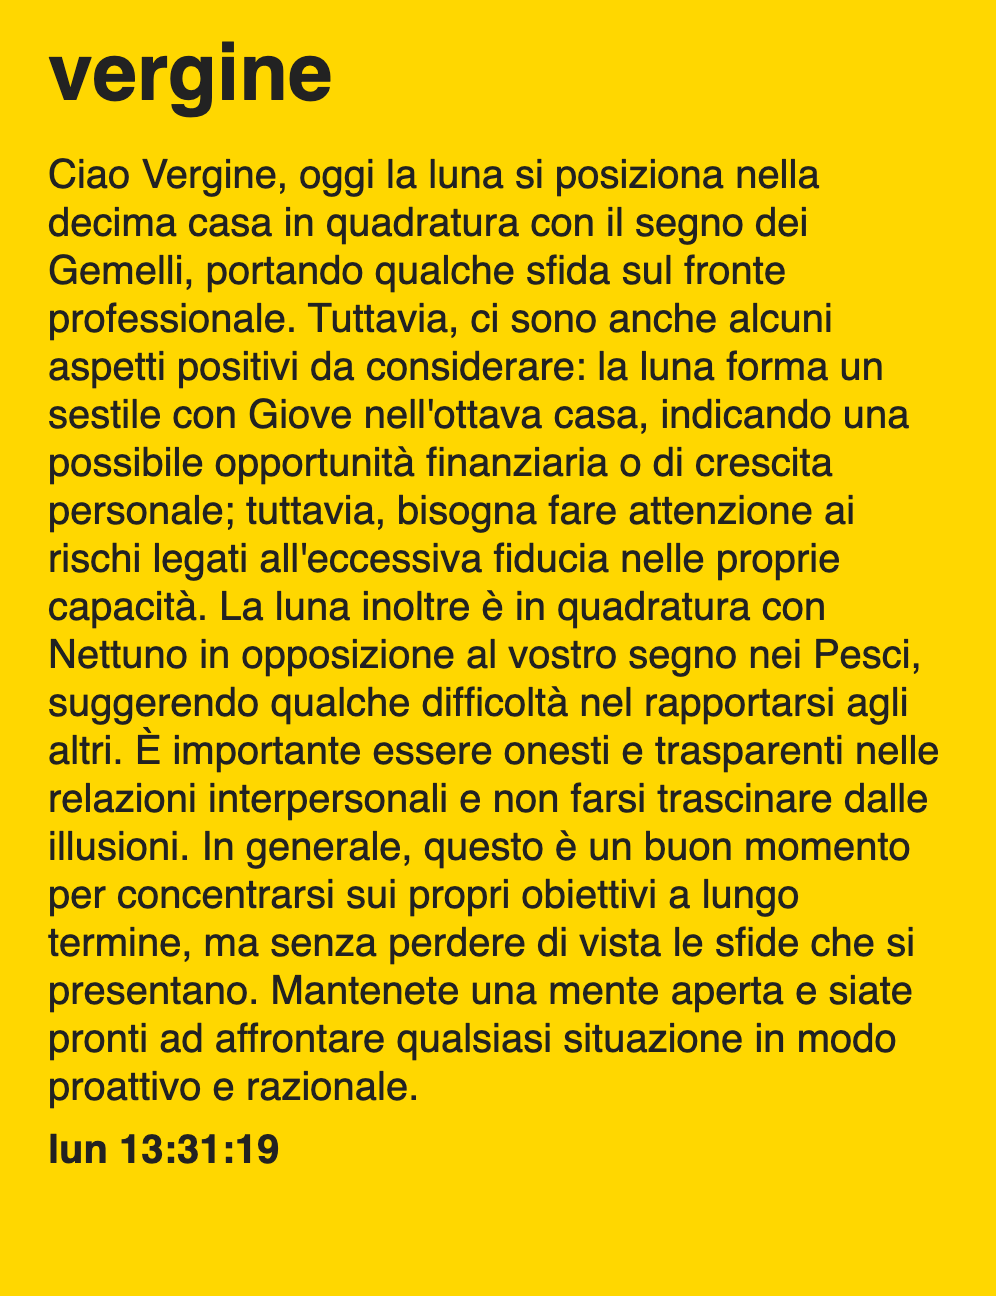 vergine
Ciao Vergine, oggi la luna si posiziona nella
decima casa in quadratura con il segno dei
Gemelli, portando qualche sfida sul fronte
professionale. Tuttavia, ci sono anche alcuni
aspetti positivi da considerare: la luna forma un
sestile con Giove nell'ottava casa, indicando una
possibile opportunità finanziaria o di crescita
personale; tuttavia, bisogna fare attenzione ai
rischi legati all'eccessiva fiducia nelle proprie
capacità. La luna inoltre è in quadratura con
Nettuno in opposizione al vostro segno nei Pesci,
suggerendo qualche difficoltà nel rapportarsi agli
altri. È importante essere onesti e trasparenti nelle
relazioni interpersonali e non farsi trascinare dalle
illusioni. In generale, questo è un buon momento
per concentrarsi sui propri obiettivi a lungo
termine, ma senza perdere di vista le sfide che si
presentano. Mantenete una mente aperta e siate
pronti ad affrontare qualsiasi situazione in modo
proattivo e razionale.
lun 13:31:19